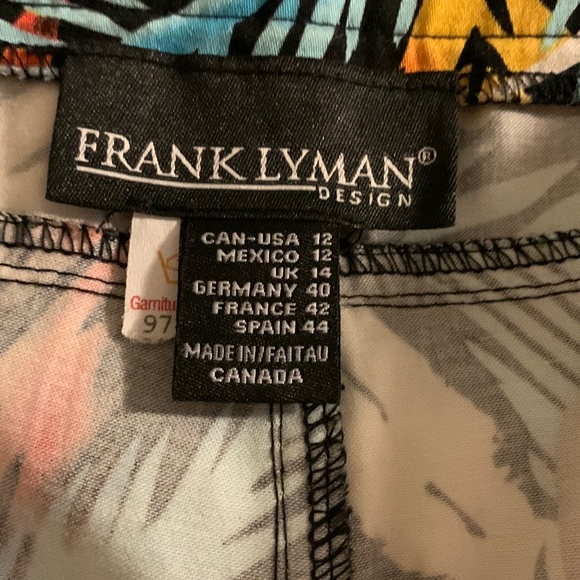 FRANK LYMAN®
DESIGN
CAN-USA 12
MEXICO 12
UK 14
GERMANY 40
FRANCE 42
SPAIN 44
MADE IN/FAIT AU
CANADA
97